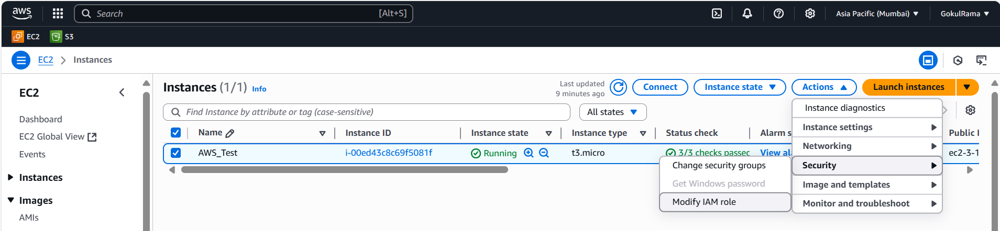 aws
Search [Alt+S]
Asia Pacific (Mumbai)
GokulRama
EC2
S3
EC2
Instances
EC2
Dashboard
EC2 Global View
Events
Instances
Images
AMIs
Instances (1/1) Info
Last updated
9 minutes ago
Connect
Instance state
Actions
Launch instances
Find Instance by attribute or tag (case-sensitive)
All states
Name
Instance ID
Instance state
Instance type
Status check
Alarm s
Public I
AWS_Test
i-00ed43c8c69f5081f
Running
t3.micro
3/3 checks passec
View ala
ec2-3-1
Instance diagnostics
Instance settings
Networking
Security
Image and templates
Monitor and troubleshoot
Change security groups
Get Windows password
Modify IAM role